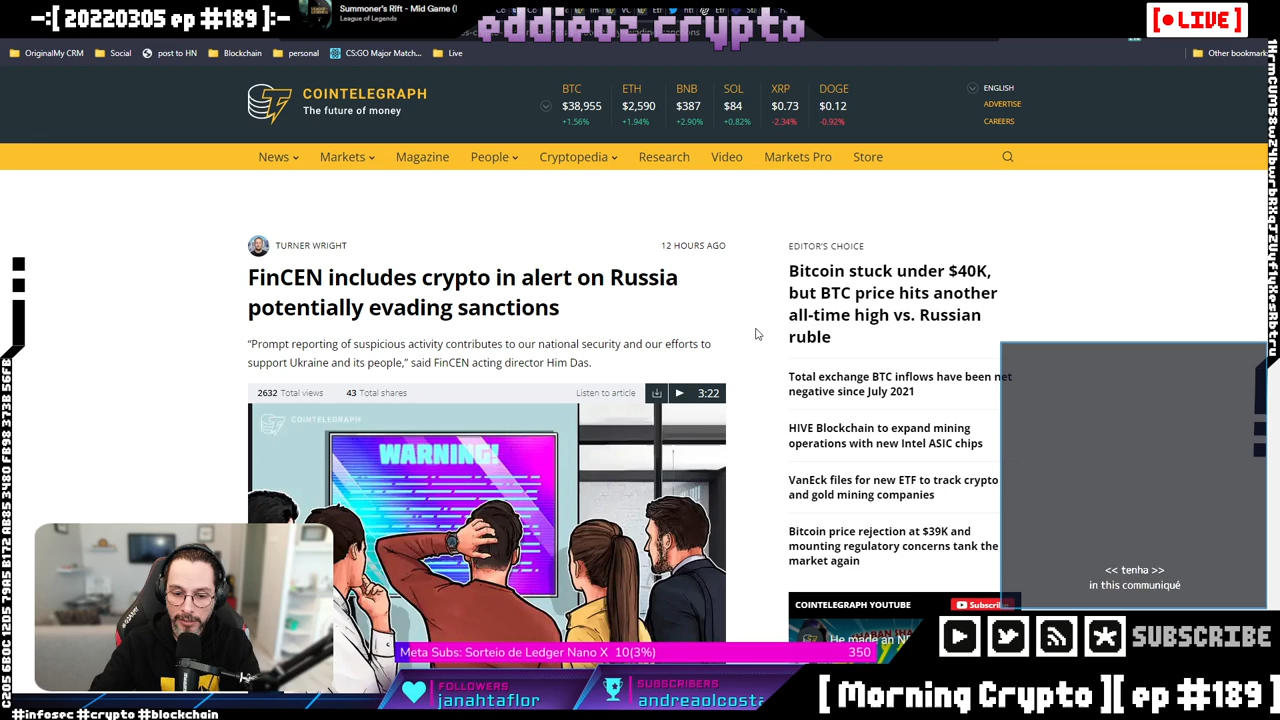 -:[ 20220305 ep #189 ]:-
Summoner's Rift - Mid Game (
League of Legends
eddieoz.crypto
[ LIVE ]
OriginalMy CRM
Social
posst to HN
Blockchain
personal
CS:GO Major Match...
Live
Other bookmark
COINTELEGRAPH
The future of money
BTC ETH BNB SOL XRP DOGE
$38,955 $2,590 $387 $84 $0.73 $0.12
+1.56% +1.94% +2.90% +0.82% -2.34% -0.92%
ENGLISH
ADVERTISE
CAREERS
News Markets Magazine People Cryptopedia Research Video Markets Pro Store
TURNER WRIGHT
12 HOURS AGO
FinCEN includes crypto in alert on Russia
potentially evading sanctions
“Prompt reporting of suspicious activity contributes to our national security and our efforts to
support Ukraine and its people,” said FinCEN acting director Him Das.
2632 Total views 43 Total shares Listen to article 3:22
COINTELEGRAPH
WARNING!
EDITOR'S CHOICE
Bitcoin stuck under $40K,
but BTC price hits another
all-time high vs. Russian
ruble
Total exchange BTC inflows have been net
negative since July 2021
HIVE Blockchain to expand mining
operations with new Intel ASIC chips
VanEck files for new ETF to track crypto
and gold mining companies
Bitcoin price rejection at $39K and
mounting regulatory concerns tank the
market again
COINTELEGRAPH YOUTUBE
Subscri
He made an N
<< tenha >>
in this communiqué
Meta Subs: Sorteio de Ledger Nano X 10(3%) 350
FOLLOWERS
janahtaflor
SUBSCRIBERS
andreaolcosta
SUBSCRIBE
[ Morning Crypto ][ ep #189 ]
#infosec #crypto #blockchain